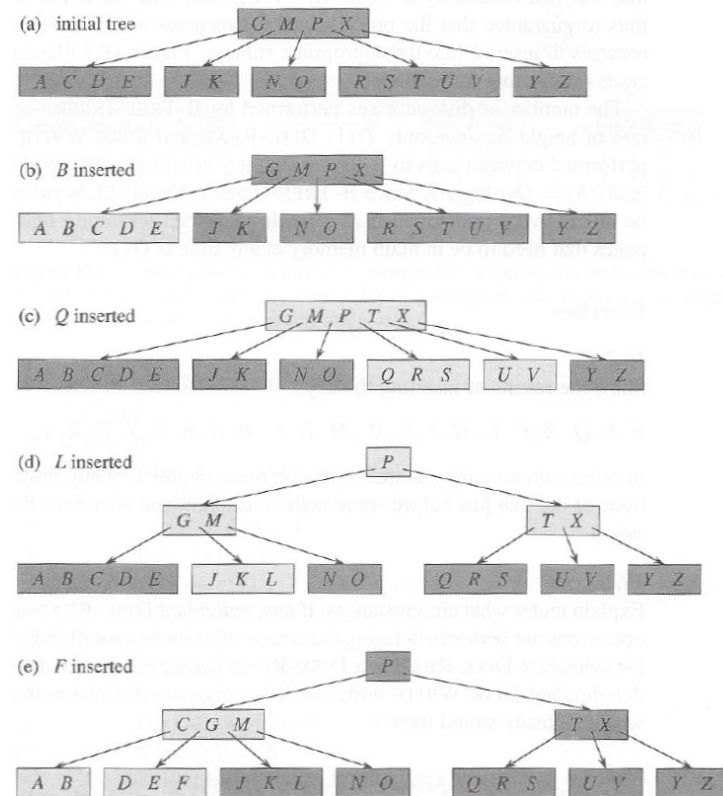 (a) initial tree
G M P X
A C D E J K N O R S T U V Y Z
(b) B inserted
G M P X
A B C D E J K N O R S T U V Y Z
(c) Q inserted
G M P T X
A B C D E J K N O Q R S U V Y Z
(d) L inserted
P
G M T X
A B C D E J K L N O Q R S U V Y Z
(e) F inserted
P
C G M T X
A B D E F J K L N O Q R S U V Y Z